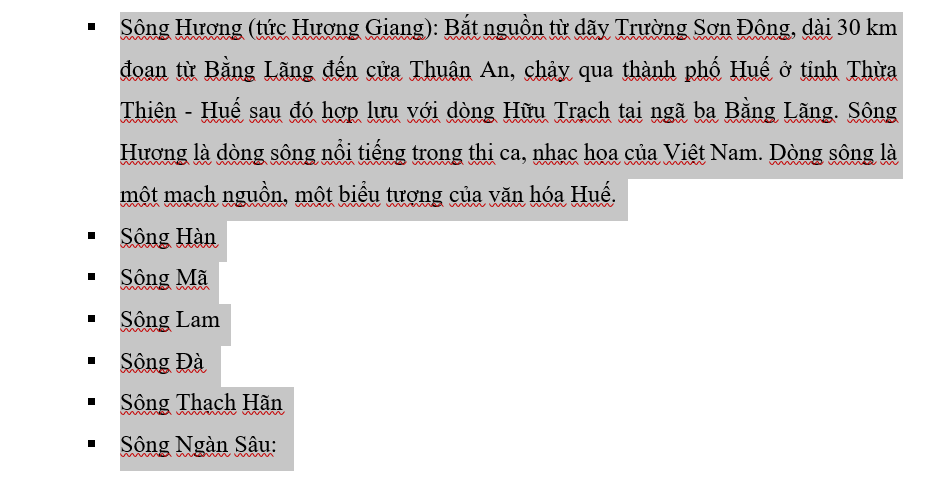 ▪ Sông Hương (tức Hương Giang): Bắt nguồn từ dãy Trường Sơn Đông, dài 30 km
đoạn từ Bằng Lãng đến cửa Thuận An, chảy qua thành phố Huế ở tỉnh Thừa
Thiên - Huế sau đó hợp lưu với dòng Hữu Trạch tại ngã ba Bằng Lãng. Sông
Hương là dòng sông nổi tiếng trong thi ca, nhạc họa của Việt Nam. Dòng sông là
một mạch nguồn, một biểu tượng của văn hóa Huế.
▪ Sông Hàn
▪ Sông Mã
▪ Sông Lam
▪ Sông Đà
▪ Sông Thạch Hãn
▪ Sông Ngàn Sâu: